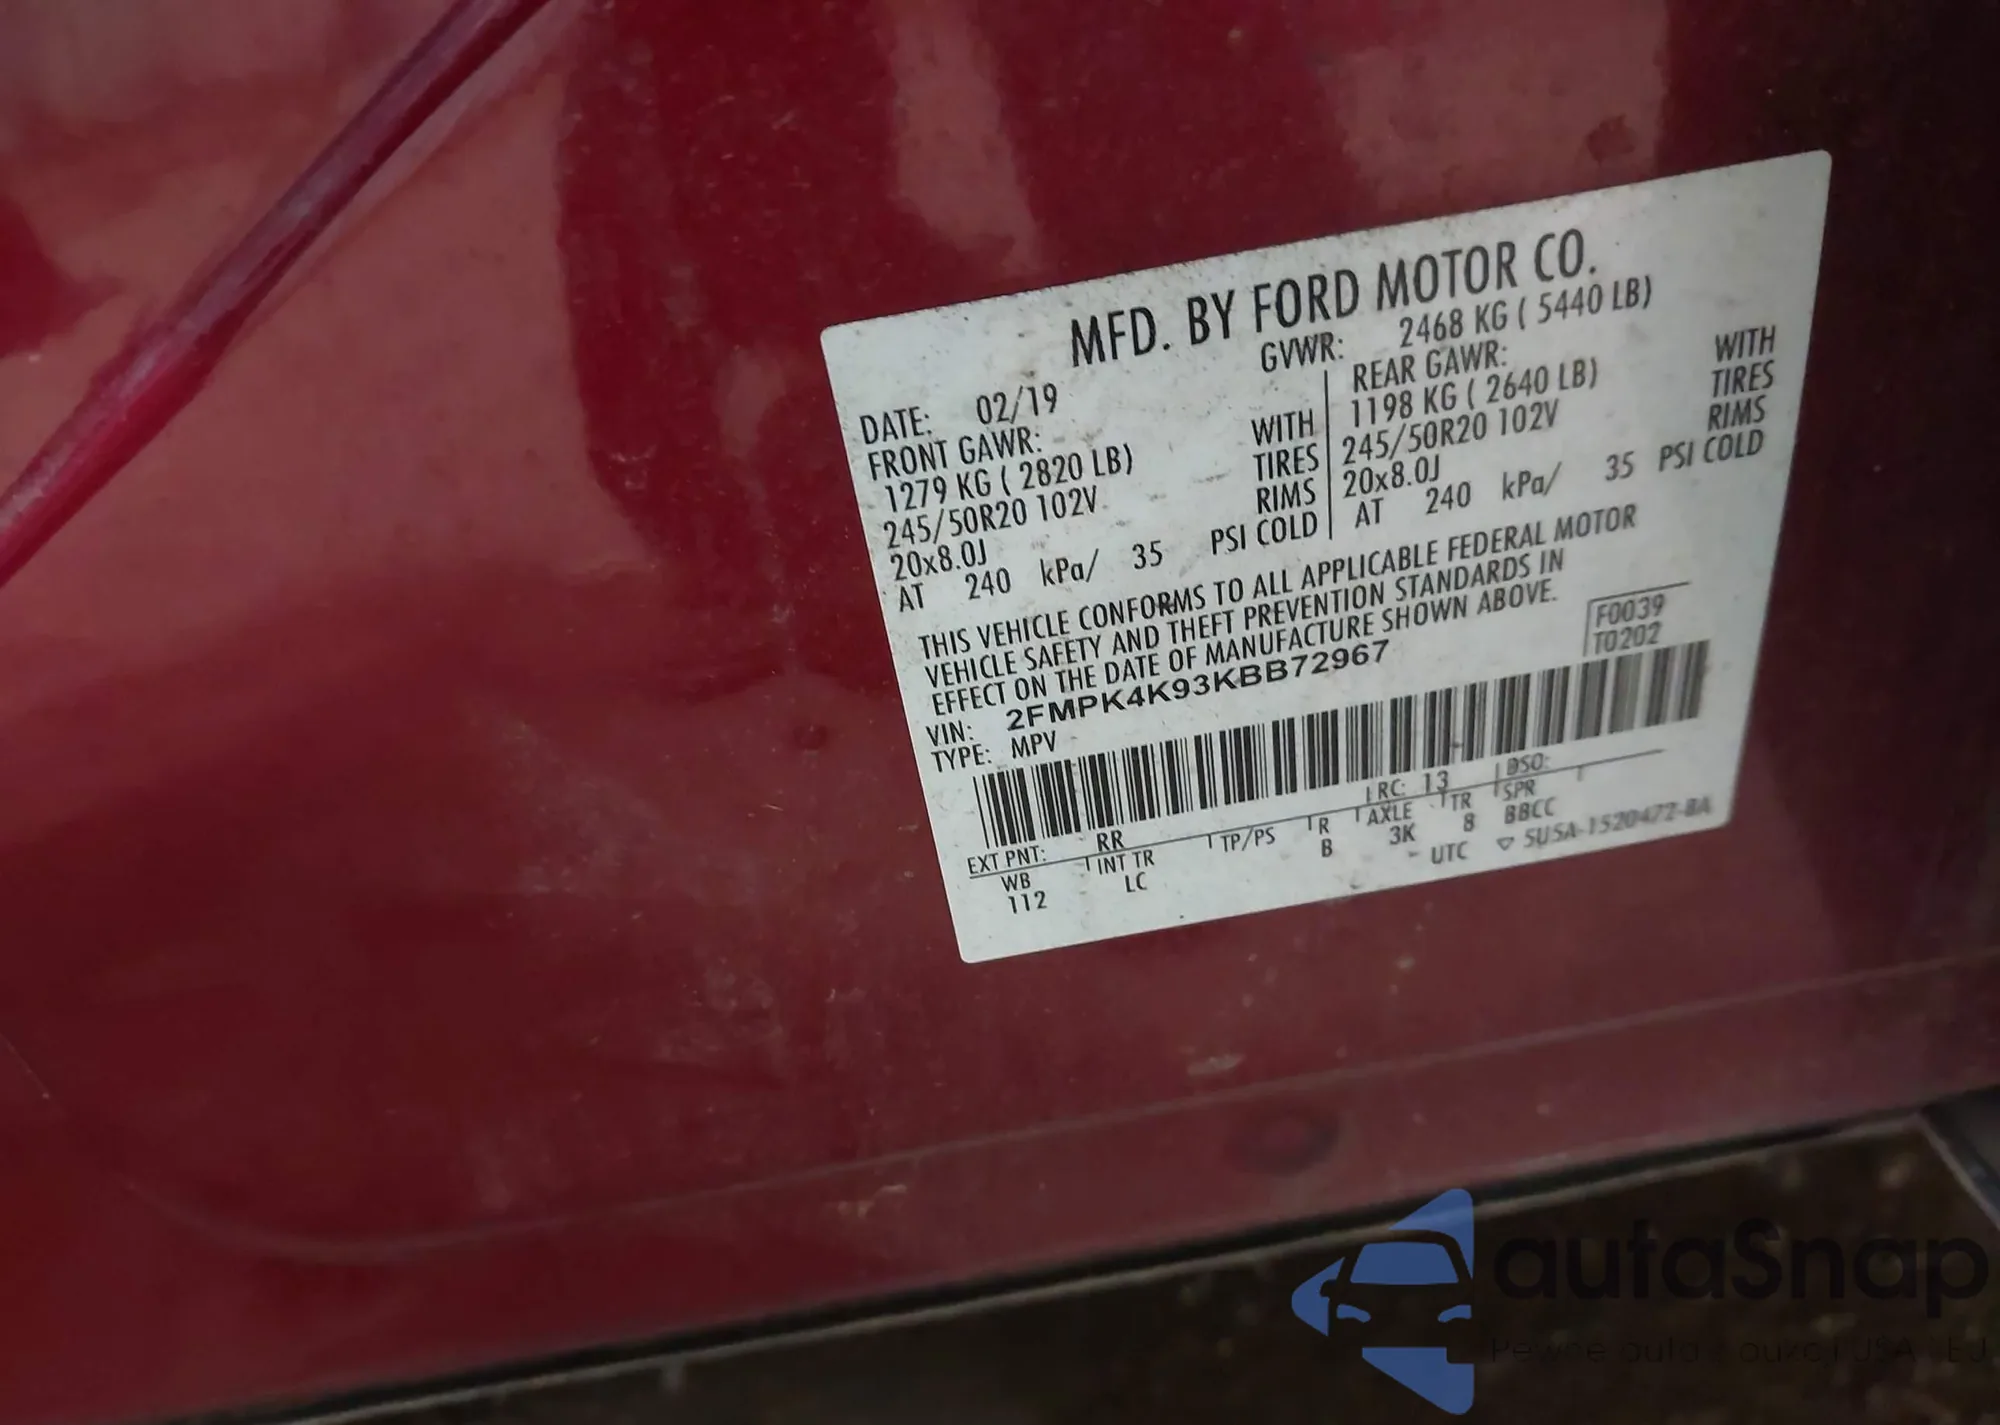 MFD. BY FORD MOTOR CO.
DATE: 02/19
GVWR: 2468 KG ( 5440 LB)
FRONT GAWR:
1279 KG ( 2820 LB) WITH
245/50R20 102V TIRES
20x8.0J RIMS
AT 240 kPa/ 35 PSI COLD
REAR GAWR: WITH
1198 KG ( 2640 LB) TIRES
245/50R20 102V RIMS
20x8.0J
AT 240 kPa/ 35 PSI COLD
THIS VEHICLE CONFORMS TO ALL APPLICABLE FEDERAL MOTOR
VEHICLE SAFETY AND THEFT PREVENTION STANDARDS IN
EFFECT ON THE DATE OF MANUFACTURE SHOWN ABOVE.
F0039
T0202
VIN: 2FMPK4K93KBB72967
TYPE: MPV
EXT PNT: RR RC: 13 DSO:
WB INT TR TP/PS R AXLE TR SPR
112 LC B 3K 8 BBCC
UTC ▽ 5U5A-1520472-BA
autaSnap